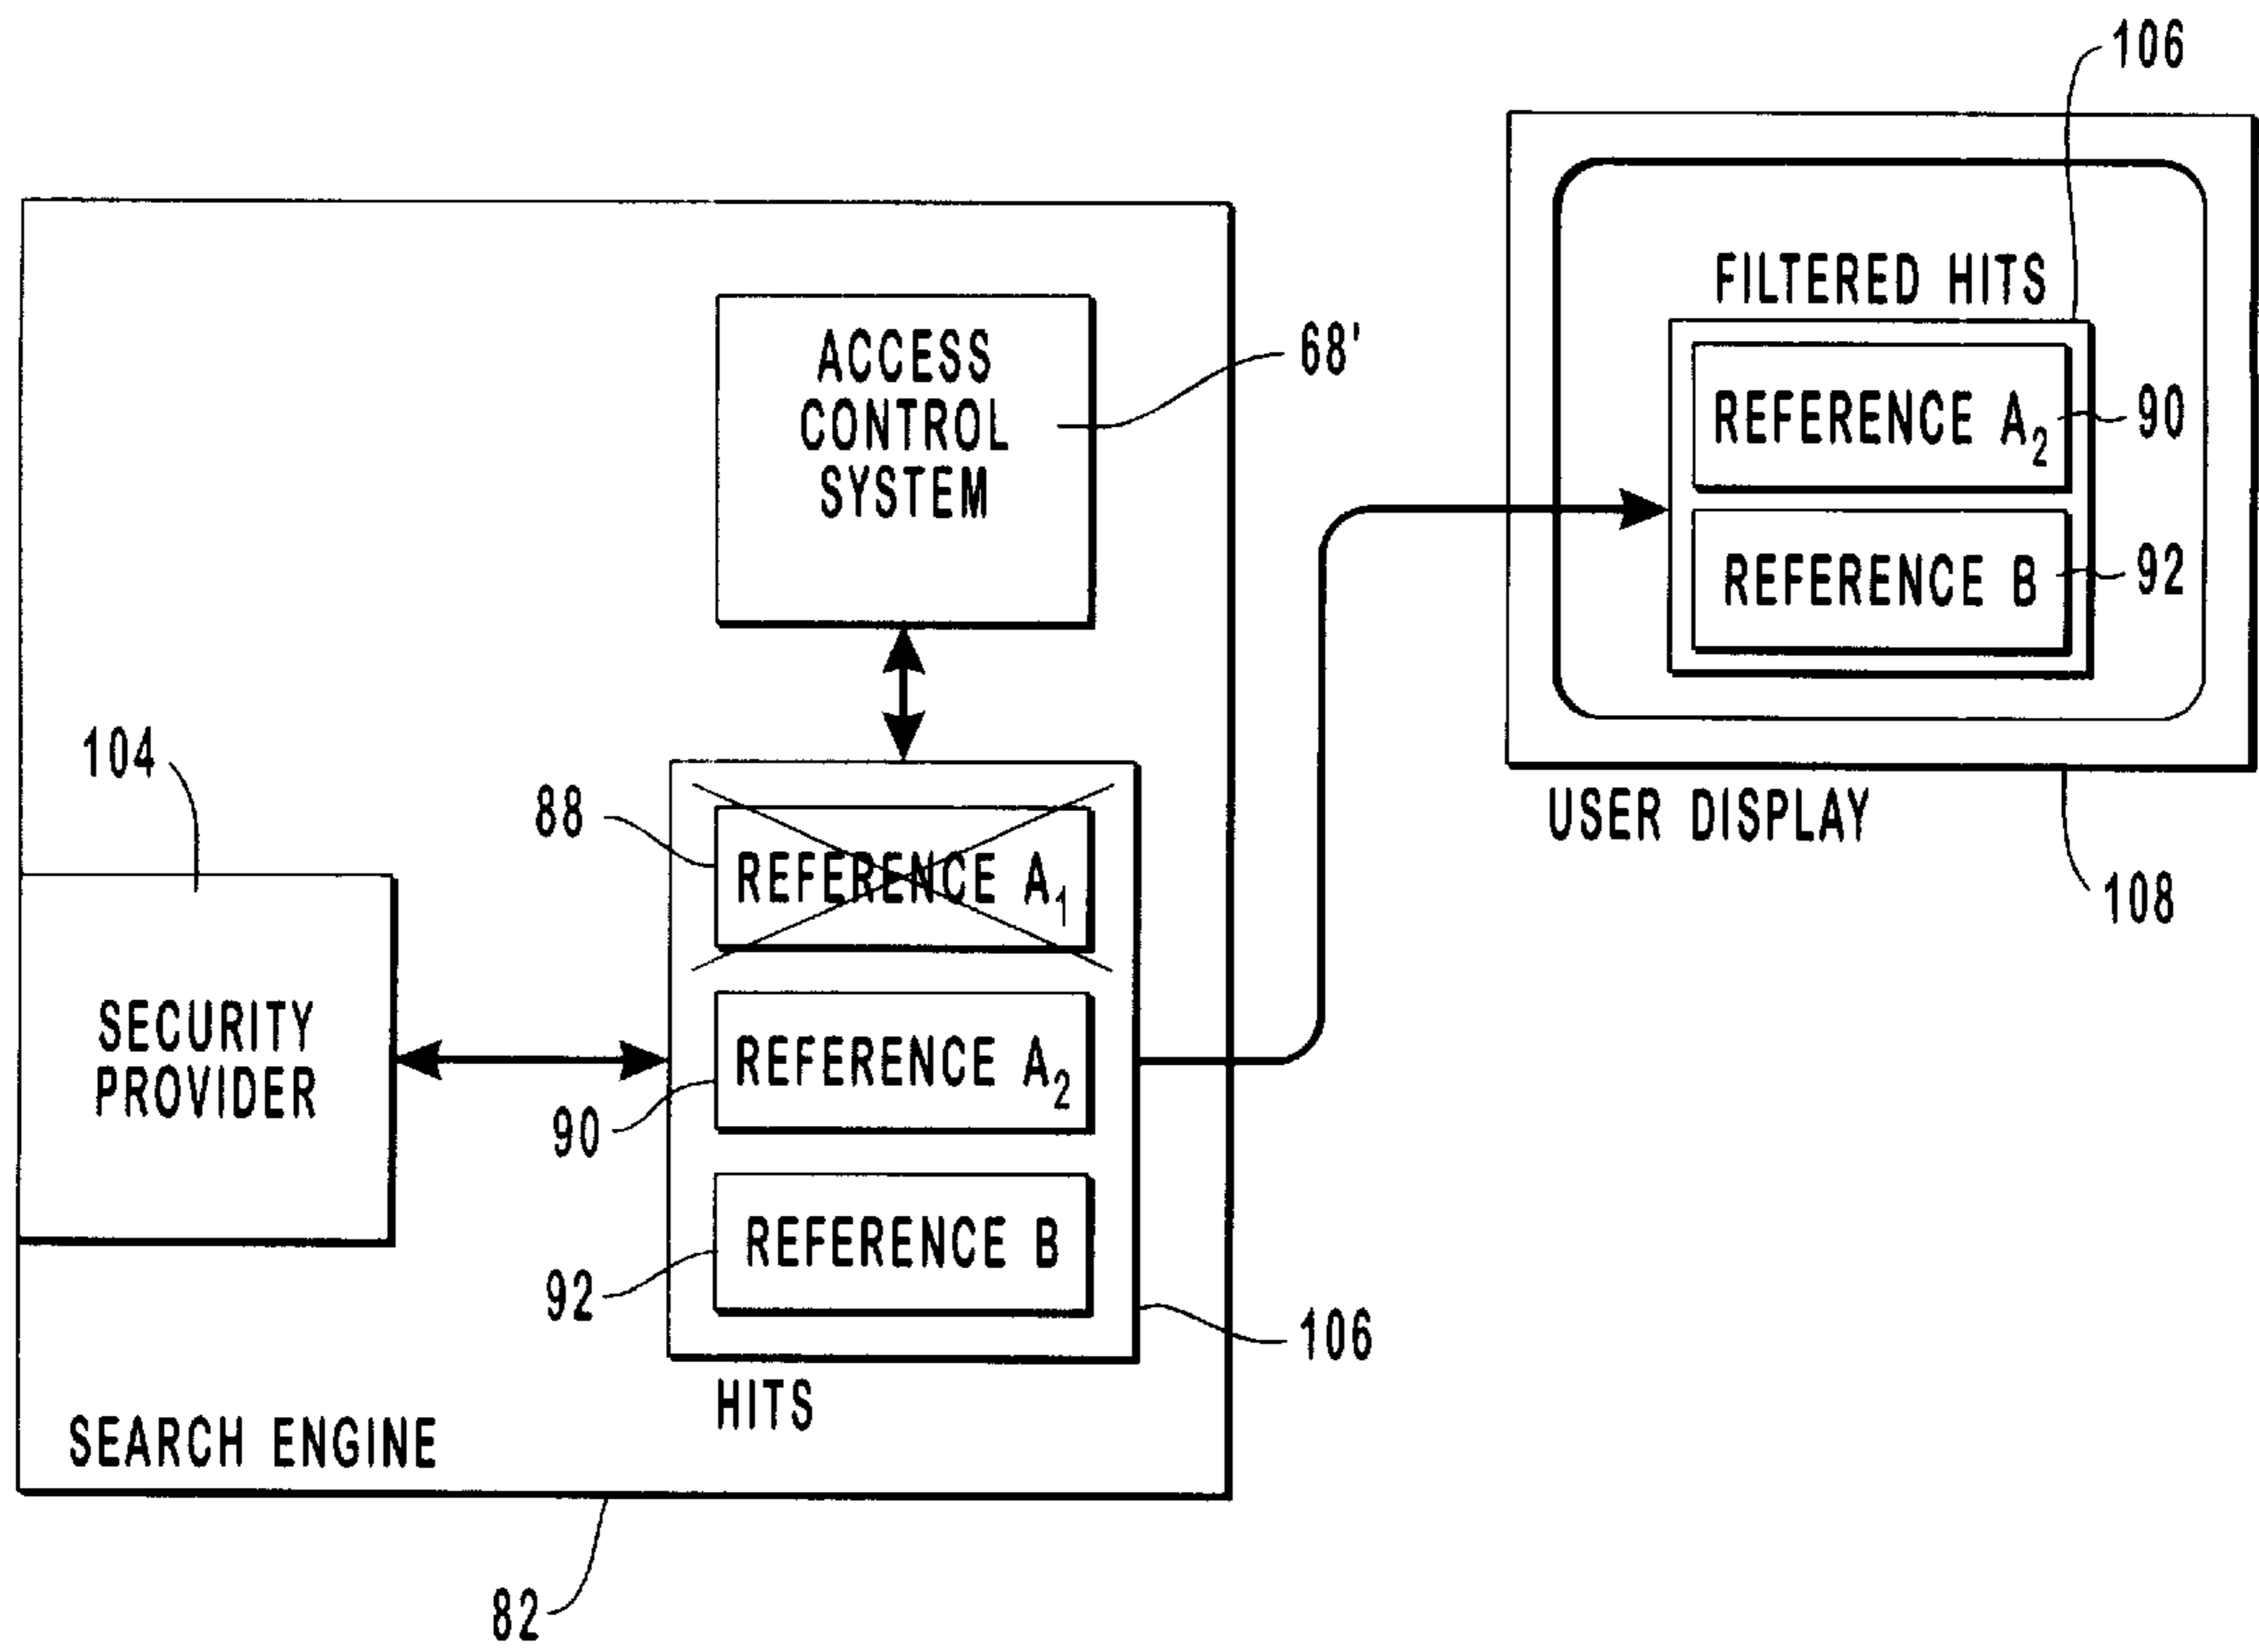 106
FILTERED HITS
REFERENCE A2
90
REFERENCE B
92
USER DISPLAY
108
ACCESS
CONTROL
SYSTEM
68'
104
SECURITY
PROVIDER
88
REFERENCE A1
REFERENCE A2
90
REFERENCE B
92
106
HITS
SEARCH ENGINE
82